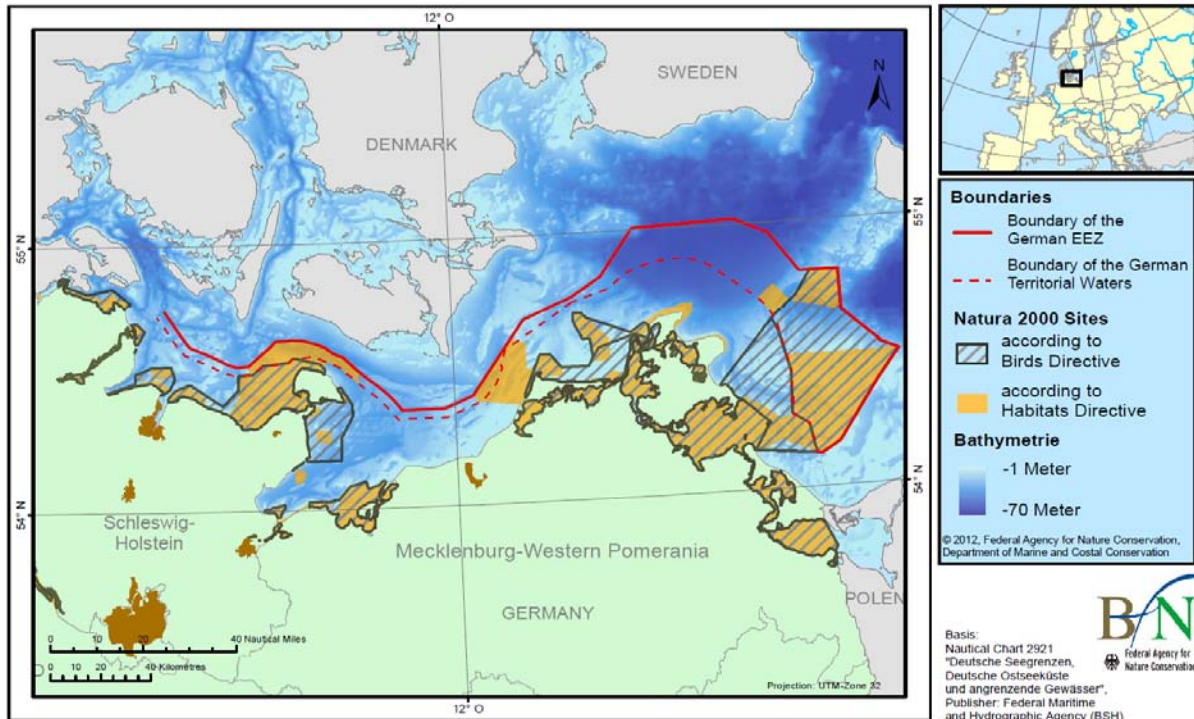 12° O
N
SWEDEN
DENMARK
55° N
55° N
54° N
54° N
Schleswig-
Holstein
Mecklenburg-Western Pomerania
GERMANY
POLEN
0 10 20 40 Nautical Miles
0 10 20 40 Kilometres
Projection: UTM-Zone 32
12° O
Boundaries
Boundary of the
German EEZ
Boundary of the German
Territorial Waters
Natura 2000 Sites
according to
Birds Directive
according to
Habitats Directive
Bathymetrie
-1 Meter
-70 Meter
© 2012, Federal Agency for Nature Conservation,
Department of Marine and Costal Conservation
BfN
Federal Agency for
Nature Conservation
Basis:
Nautical Chart 2921
"Deutsche Seegrenzen,
Deutsche Ostseeküste
und angrenzende Gewässer",
Publisher: Federal Maritime
and Hydrographic Agency (BSH)